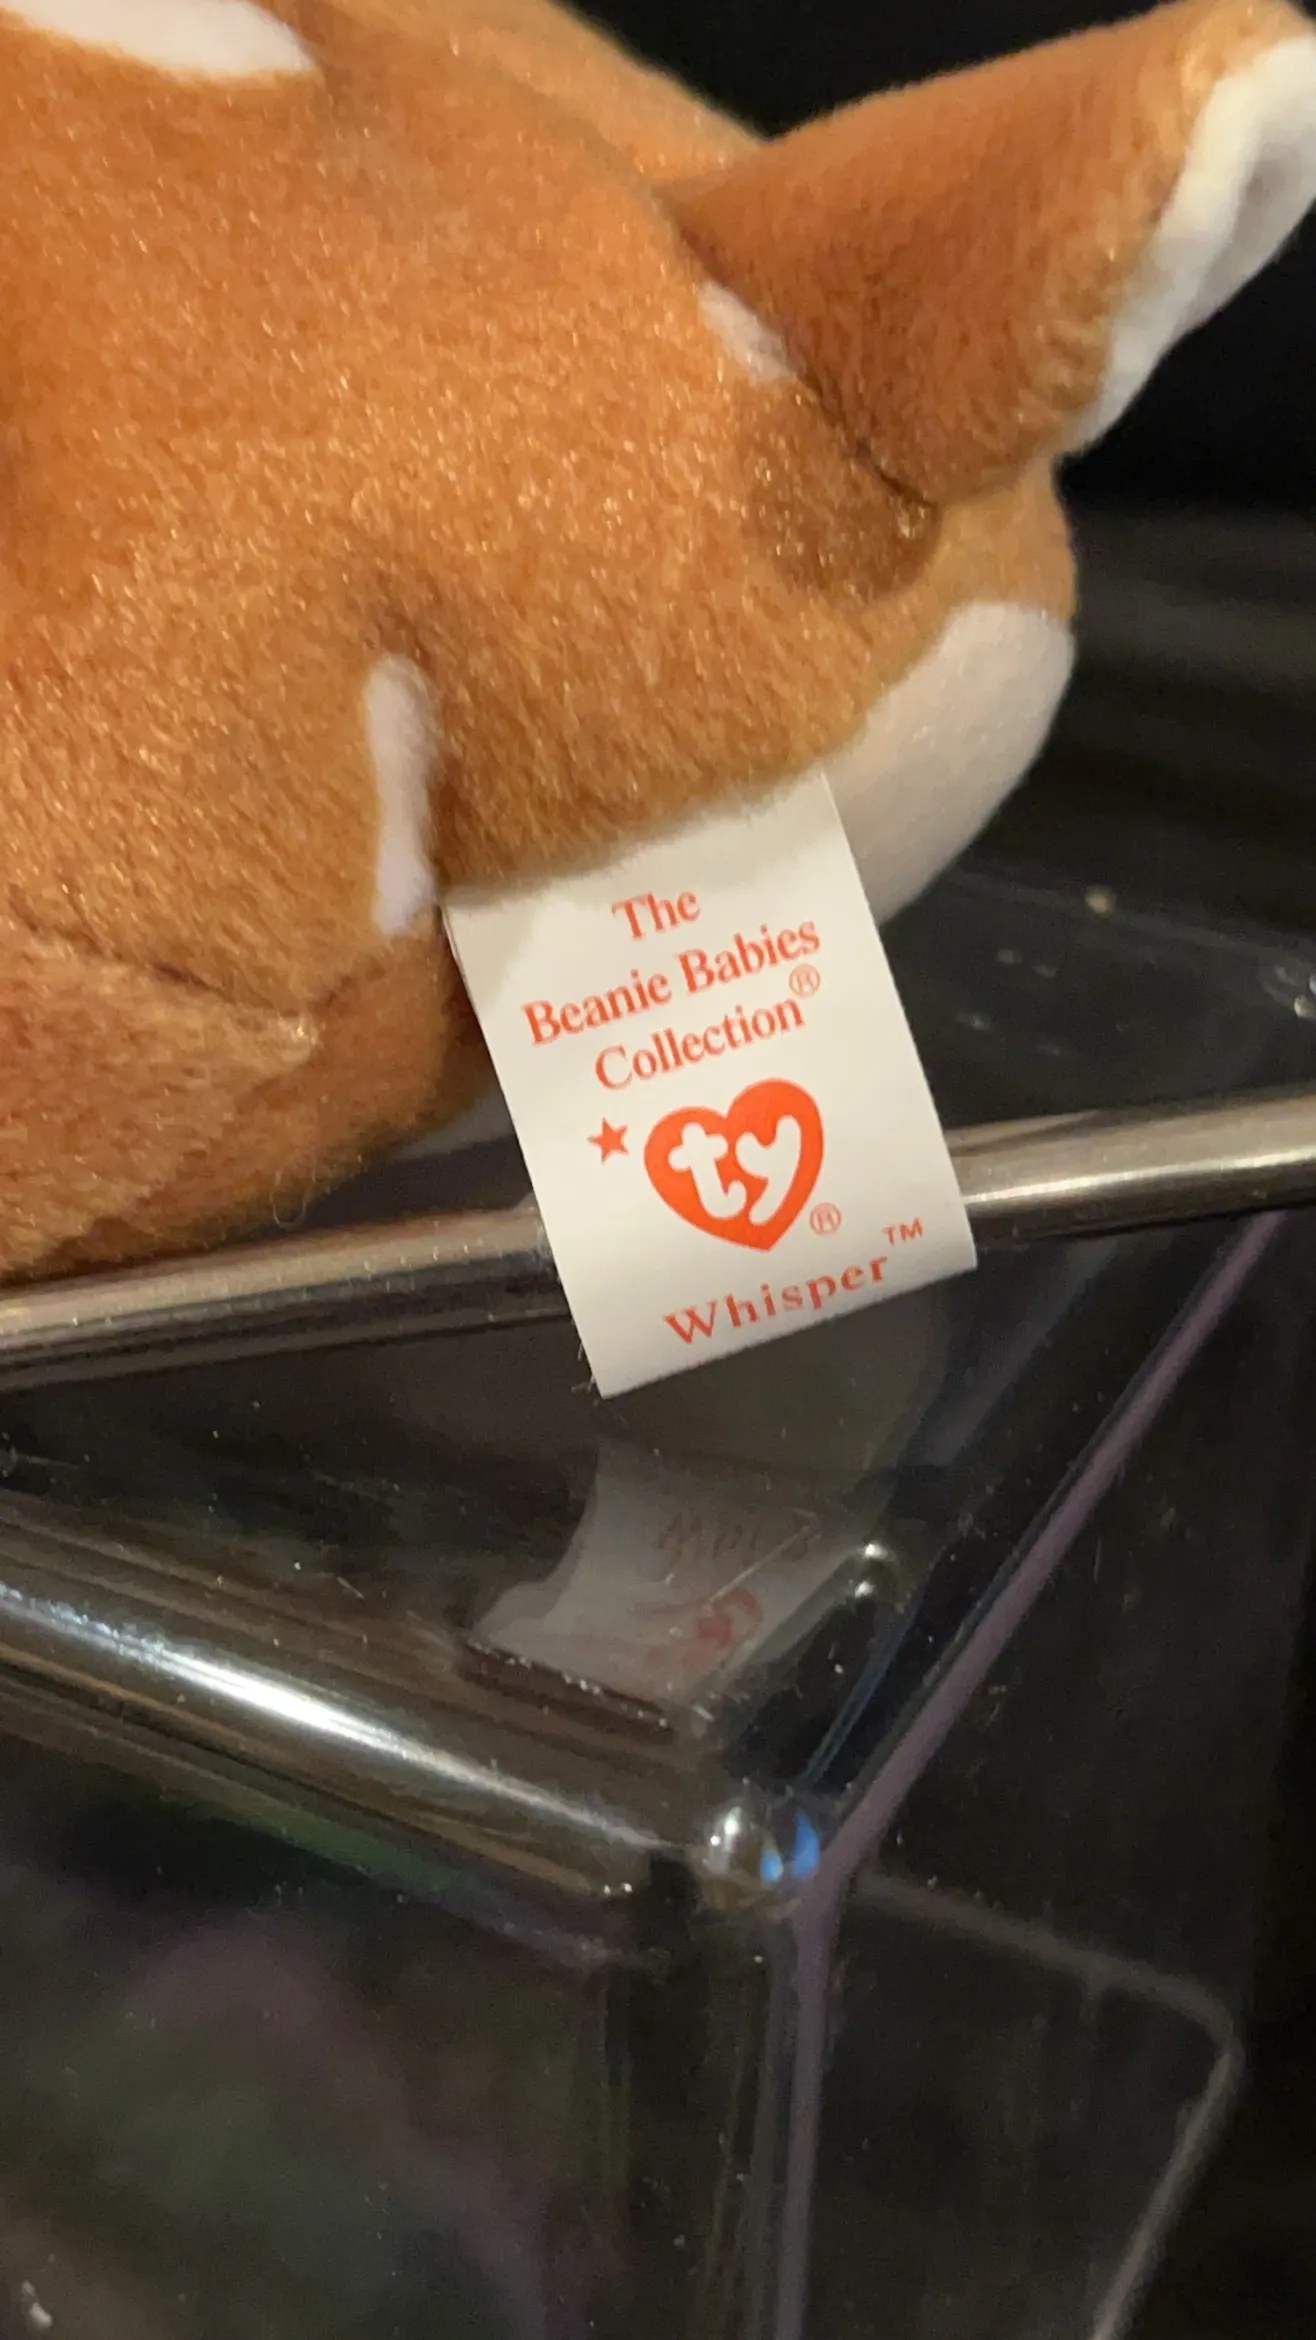 The
Beanie Babies
Collection®
ty®
Whisper™